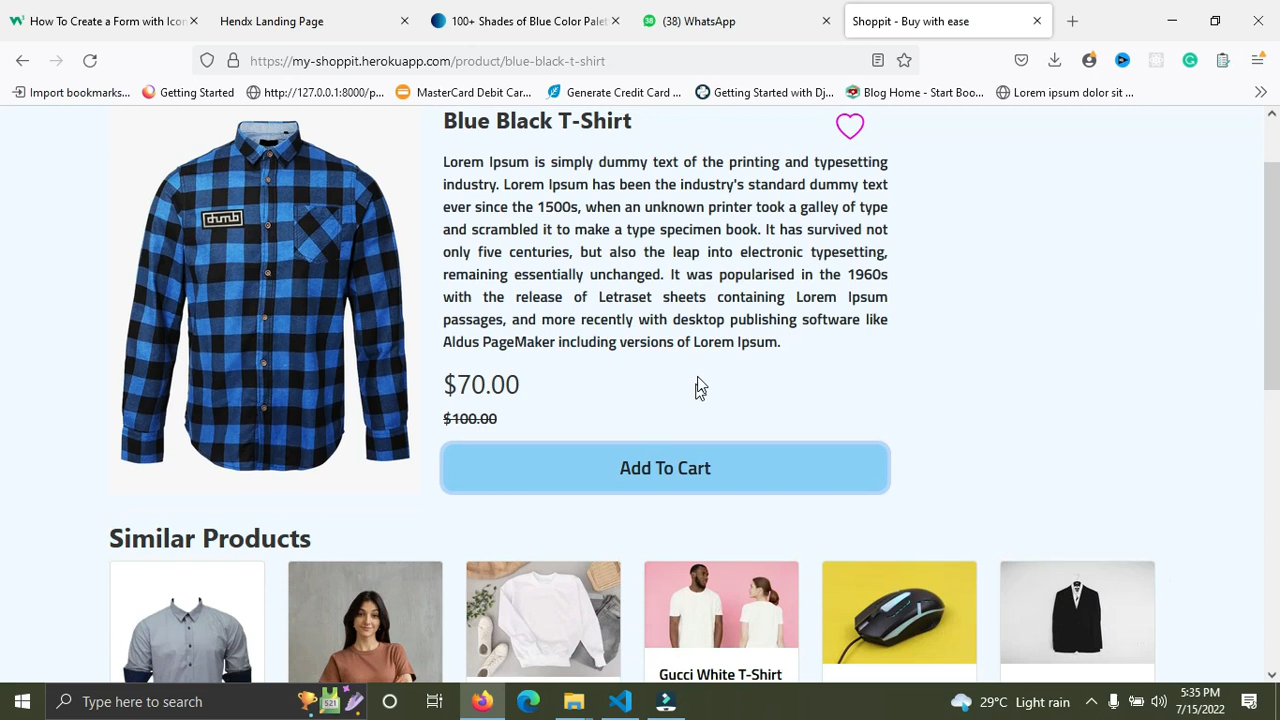 How To Create a Form with Icon
Hendx Landing Page
100+ Shades of Blue Color Palet
(38) WhatsApp
Shoppit - Buy with ease
https://my-shoppit.herokuapp.com/product/blue-black-t-shirt
Import bookmarks...
Getting Started
http://127.0.0.1:8000/p...
MasterCard Debit Car...
Generate Credit Card ...
Getting Started with Dj...
Blog Home - Start Boo...
Lorem ipsum dolor sit ...
Blue Black T-Shirt
Lorem Ipsum is simply dummy text of the printing and typesetting
industry. Lorem Ipsum has been the industry's standard dummy text
ever since the 1500s, when an unknown printer took a galley of type
and scrambled it to make a type specimen book. It has survived not
only five centuries, but also the leap into electronic typesetting,
remaining essentially unchanged. It was popularised in the 1960s
with the release of Letraset sheets containing Lorem Ipsum
passages, and more recently with desktop publishing software like
Aldus PageMaker including versions of Lorem Ipsum.
$70.00
$100.00
Add To Cart
dumb
Similar Products
Gucci White T-Shirt
Type here to search
521
29°C Light rain
5:35 PM
7/15/2022